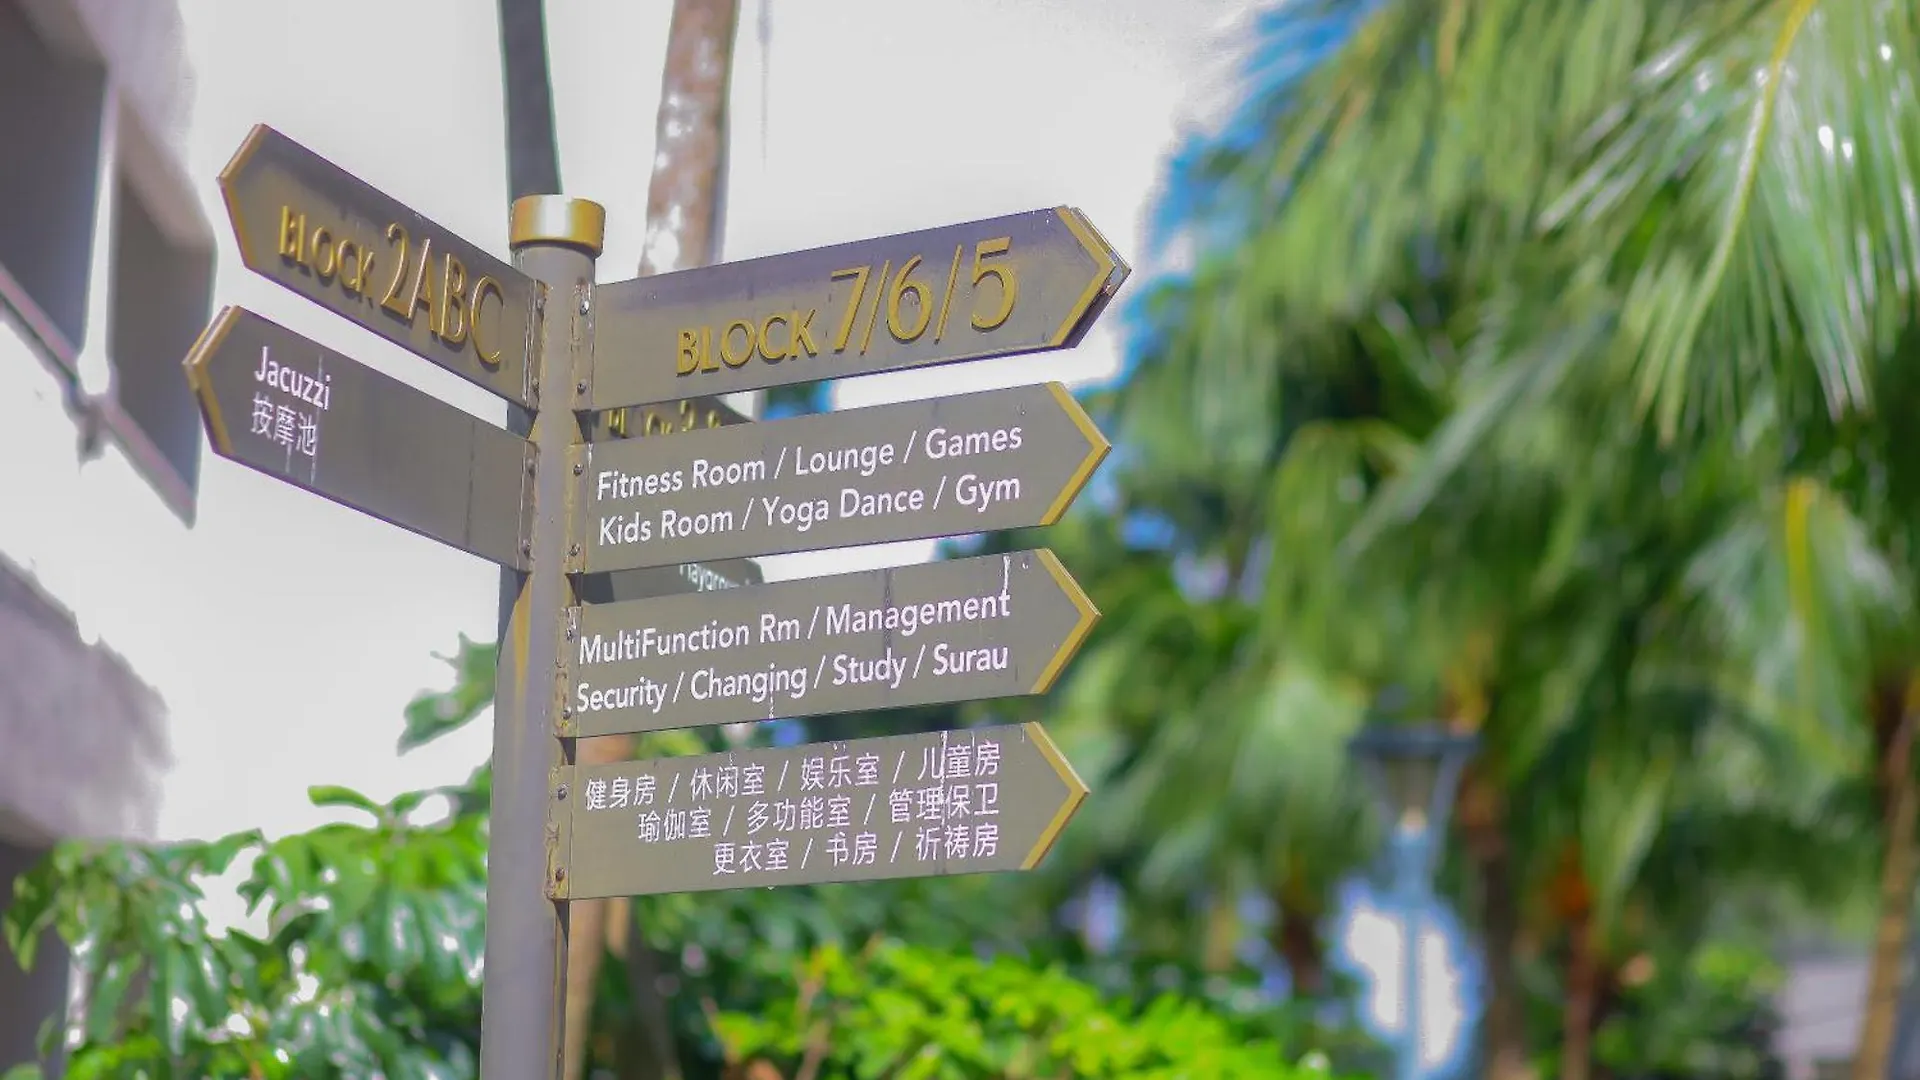 BLOCK 2ABC
Jacuzzi
按摩池
BLOCK 7/6/5
Fitness Room / Lounge / Games
Kids Room / Yoga Dance / Gym
MultiFunction Rm / Management
Security / Changing / Study / Surau
健身房 / 休闲室 / 娱乐室 / 儿童房
瑜伽室 / 多功能室 / 管理保卫
更衣室 / 书房 / 祈祷房